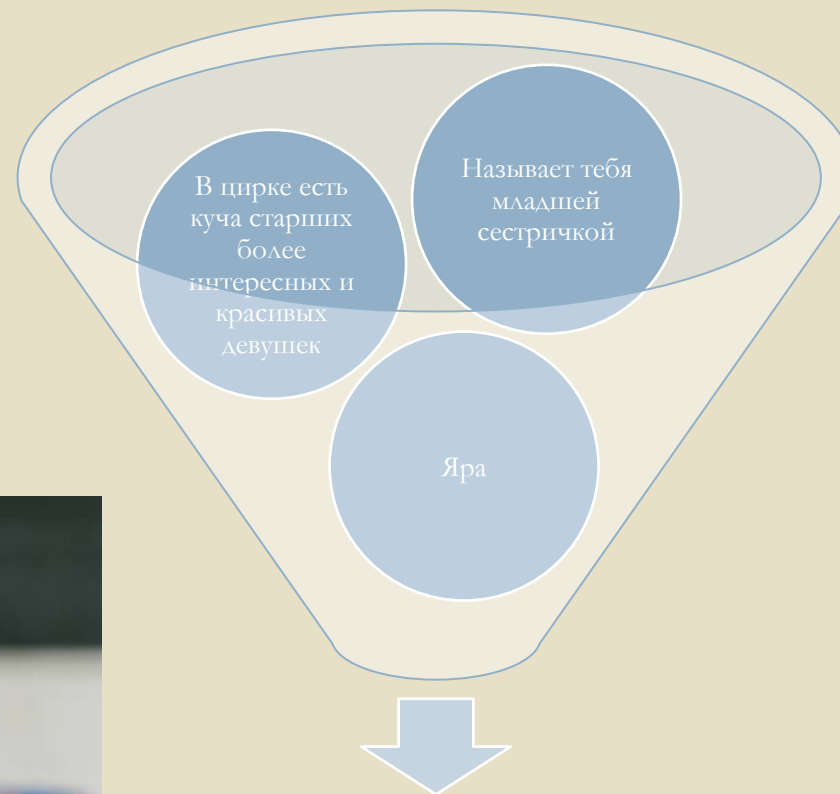 В цирке есть
куча старших
более
интересных и
красивых
девушек
Называет тебя
младшей
сестричкой
Яра